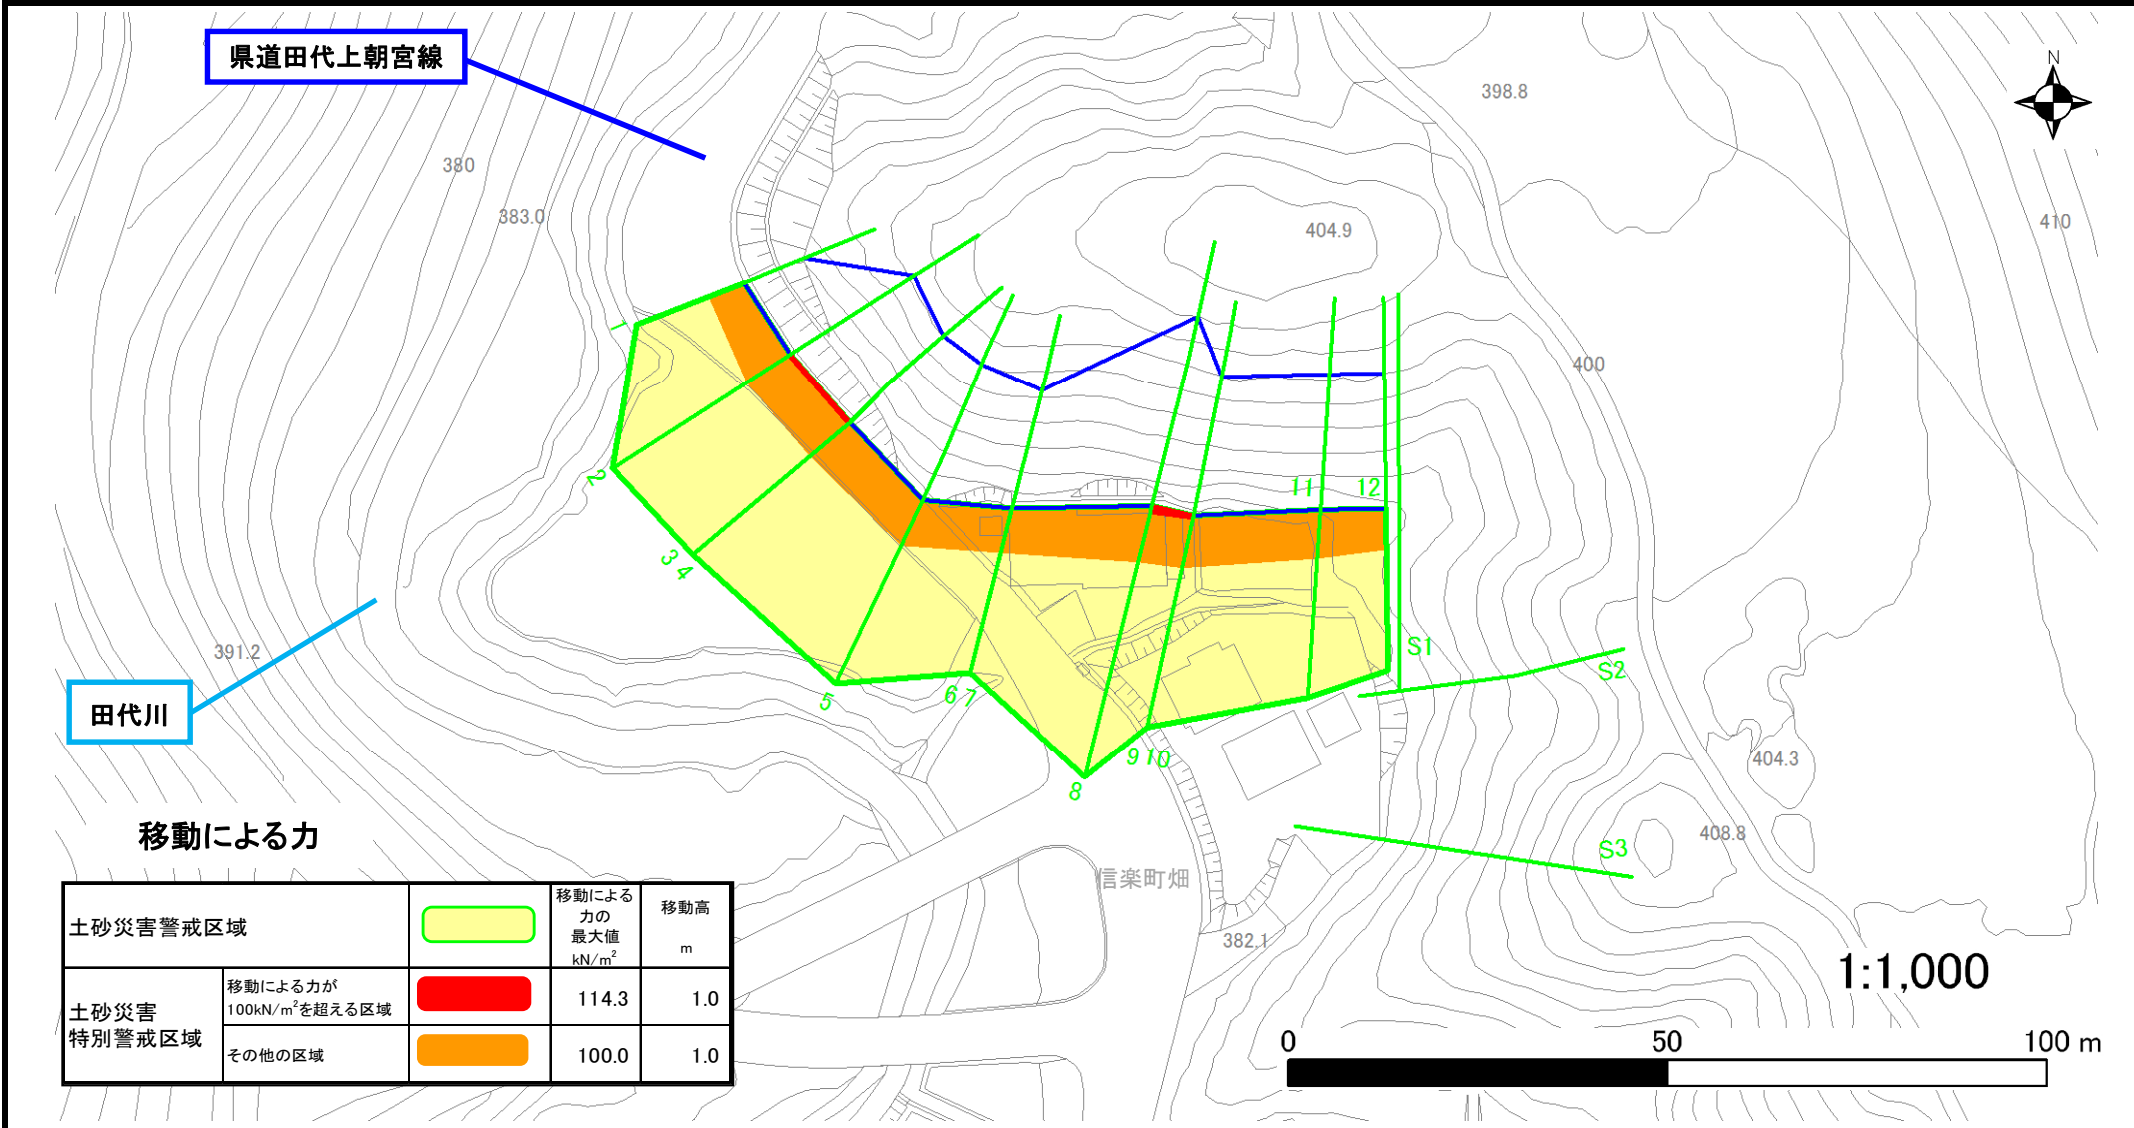 県道田代上朝宮線
N
398.8
380
383.0
404.9
410
1
400
2
11
12
3 4
391.2
田代川
5
6 7
S1
S2
9 10
8
404.3
移動による力
408.8
S3
信楽町畑
382.1
土砂災害警戒区域
移動による
力の
最大値
kN/m²
移動高
m
土砂災害
特別警戒区域
移動による力が
100kN/m²を超える区域
114.3
1.0
その他の区域
100.0
1.0
1:1,000
0
50
100 m